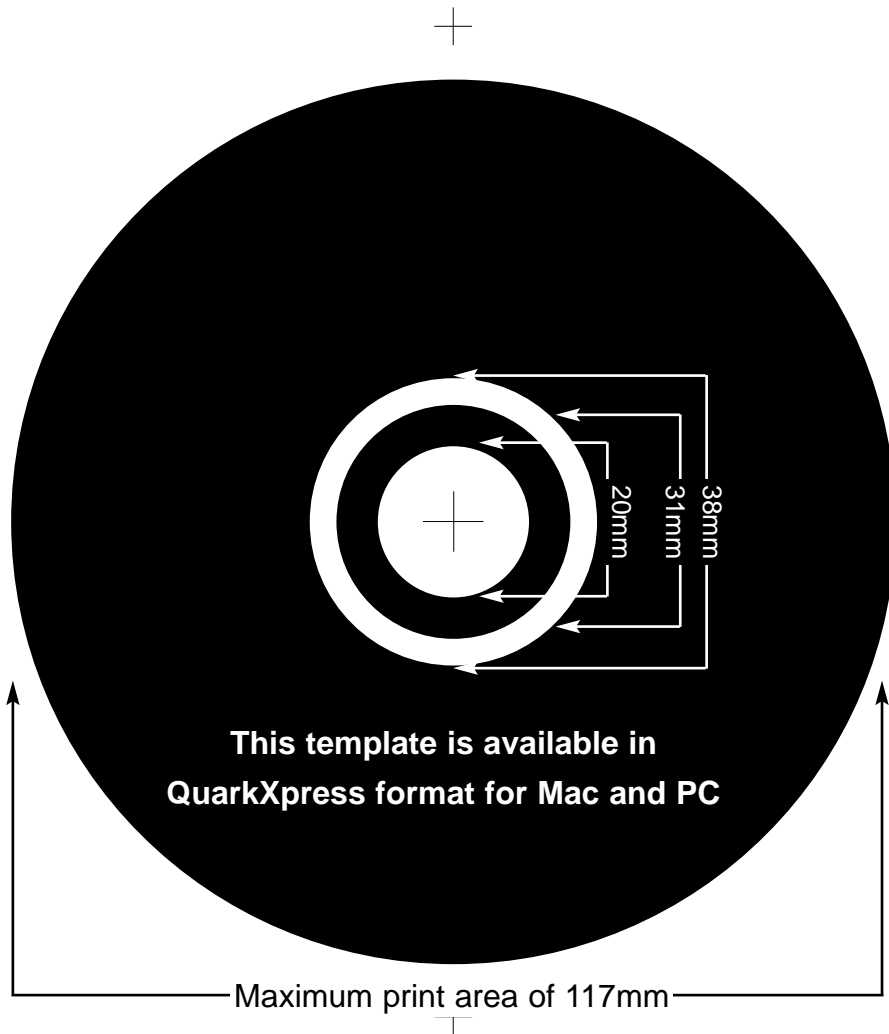 20mm
31mm
38mm
This template is available in
QuarkXpress format for Mac and PC
Maximum print area of 117mm